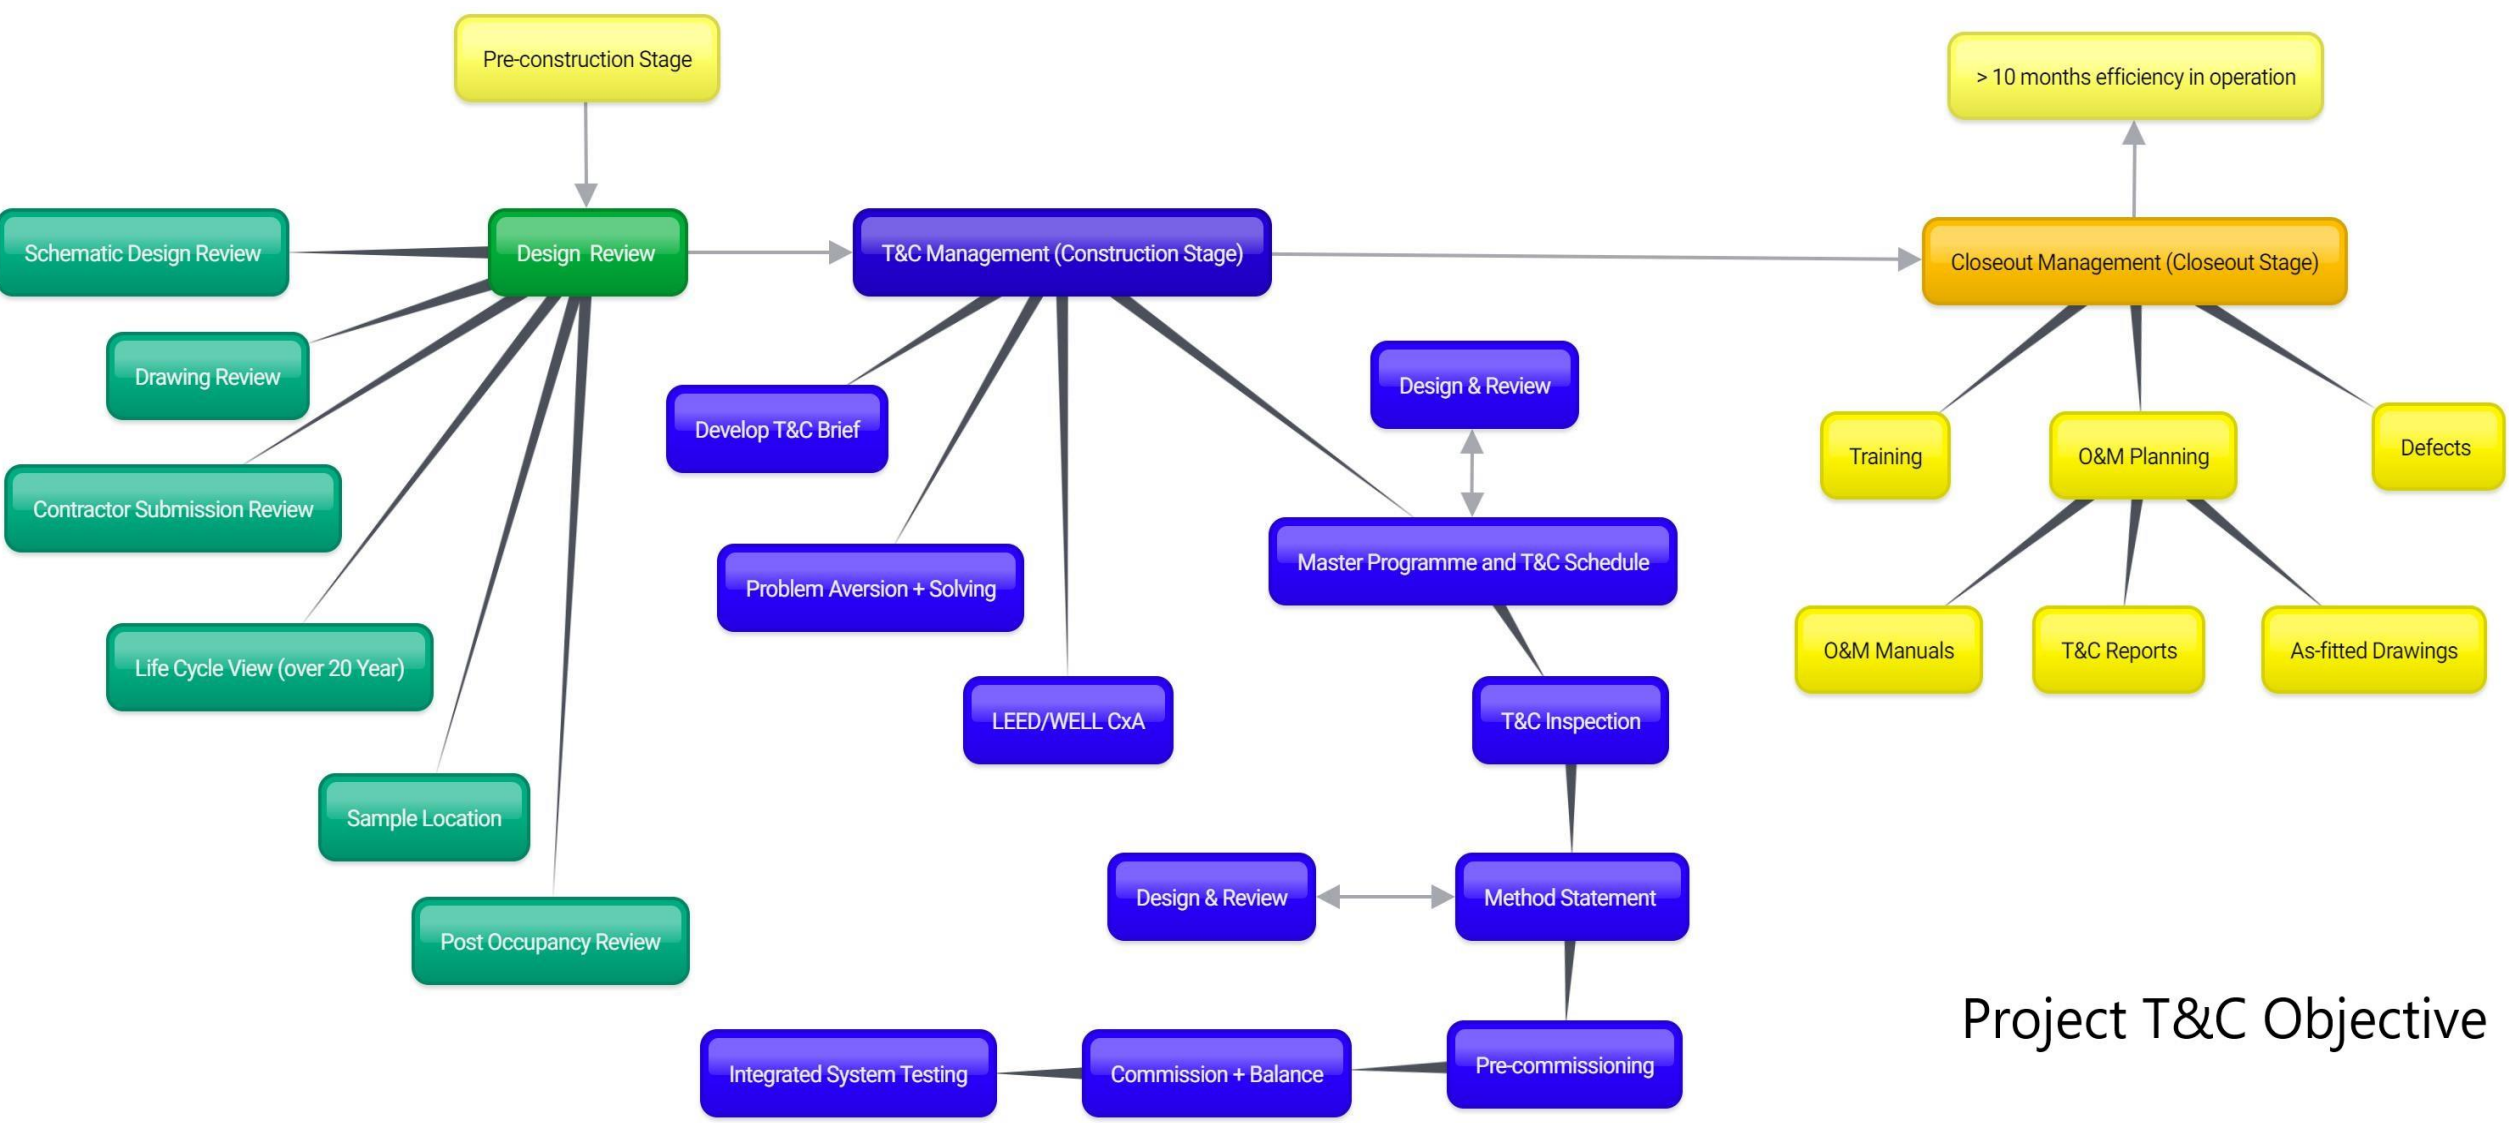 Pre-construction Stage
> 10 months efficiency in operation
Schematic Design Review
Design Review
T&C Management (Construction Stage)
Closeout Management (Closeout Stage)
Drawing Review
Develop T&C Brief
Design & Review
Training
O&M Planning
Defects
Contractor Submission Review
Problem Aversion + Solving
Master Programme and T&C Schedule
Life Cycle View (over 20 Year)
LEED/WELL CxA
T&C Inspection
O&M Manuals
T&C Reports
As-fitted Drawings
Sample Location
Design & Review
Method Statement
Post Occupancy Review
Integrated System Testing
Commission + Balance
Pre-commissioning
Project T&C Objective